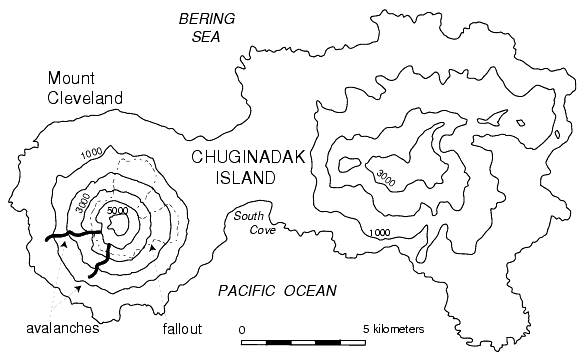 BERING
SEA
Mount
Cleveland
1000
CHUGINADAK
ISLAND
3000
3000
5000
South
Cove
1000
PACIFIC OCEAN
avalanches
fallout
0
5 kilometers